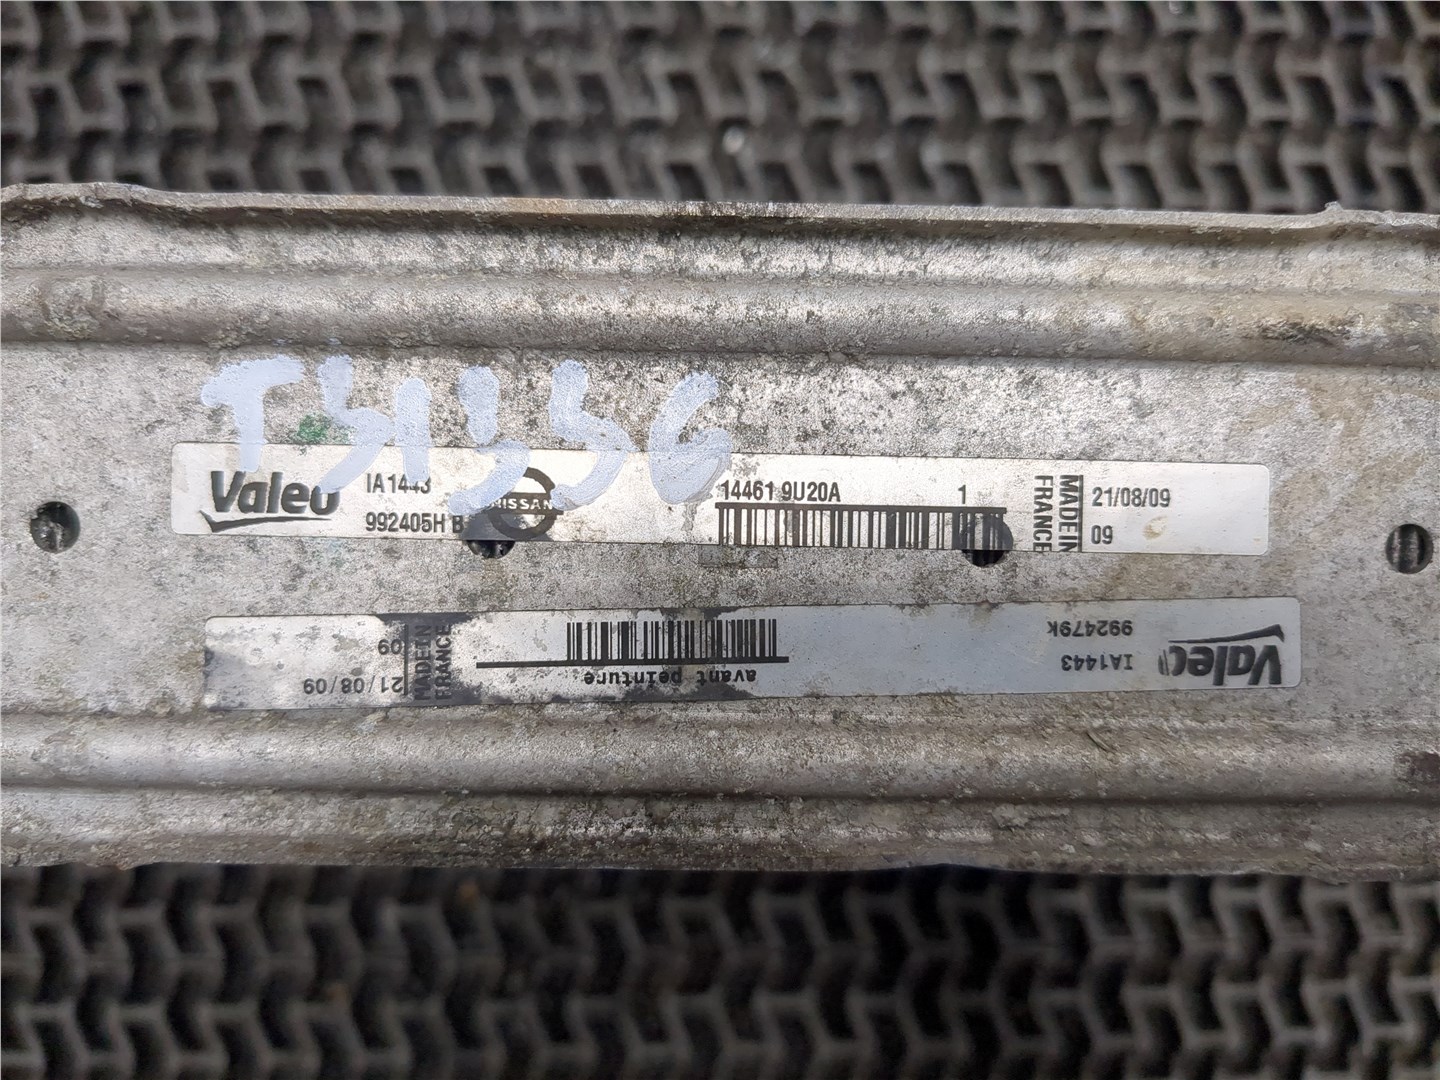 T31336
Valeo
IA1443
992405H B
NISSAN
14461 9U20A
1
MADE IN
FRANCE
21/08/09
09
Valeo
IA1443
992479K
avant peinture
MADE IN
FRANCE
21/08/09
09